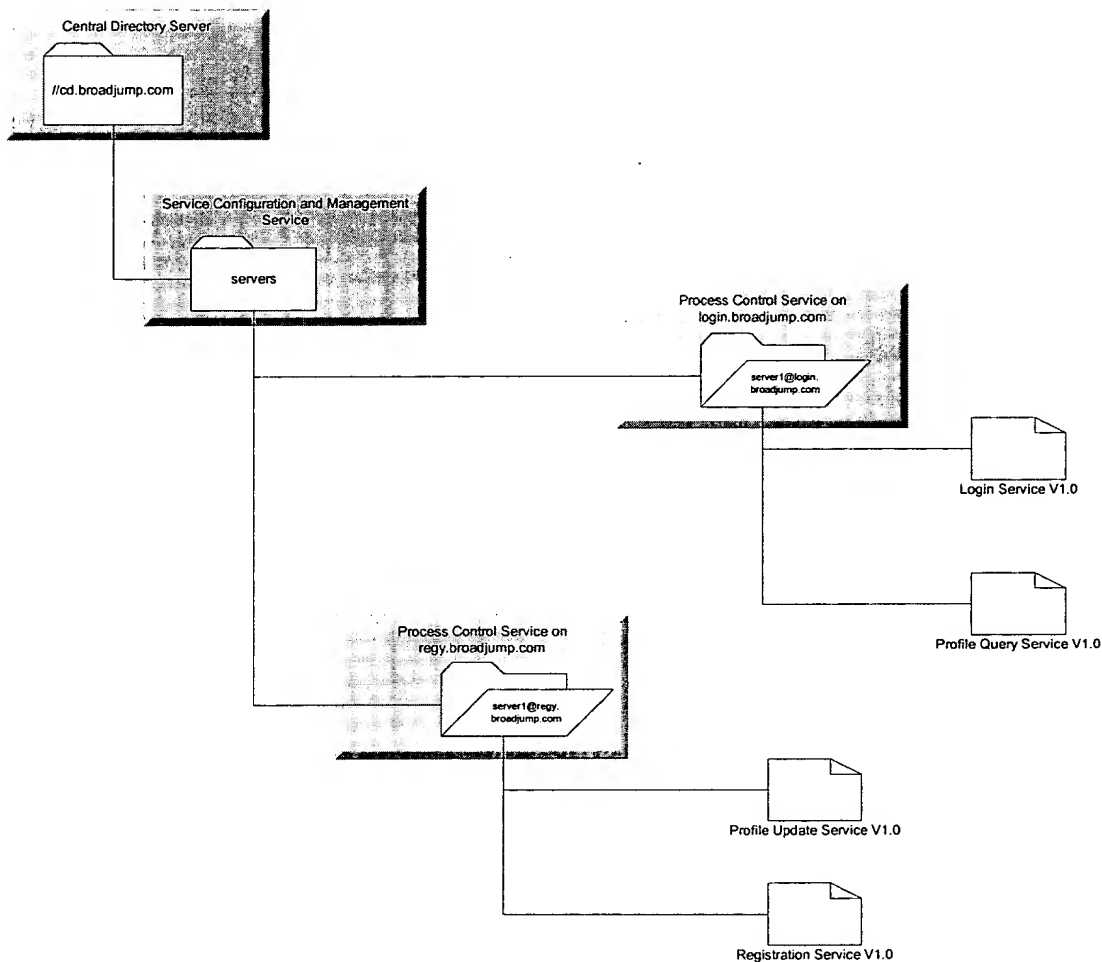 Central Directory Server
//cd.broadjump.com
Service Configuration and Management
Service
servers
Process Control Service on
login.broadjump.com
server1@login.
broadjump.com
Login Service V1.0
Profile Query Service V1.0
Process Control Service on
regy.broadjump.com
server1@regy.
broadjump.com
Profile Update Service V1.0
Registration Service V1.0